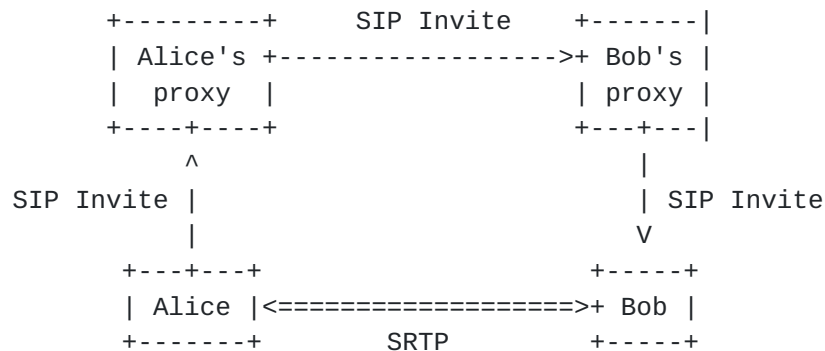 +---------+     SIP Invite     +-------|
| Alice's +------------------>+ Bob's |
|  proxy  |                   | proxy |
+----+----+                   +---+---|
     ^                            |
SIP Invite |                            | SIP Invite
     |                            V
+---+---+                     +-----+
| Alice |<===================>+ Bob |
+-------+        SRTP         +-----+